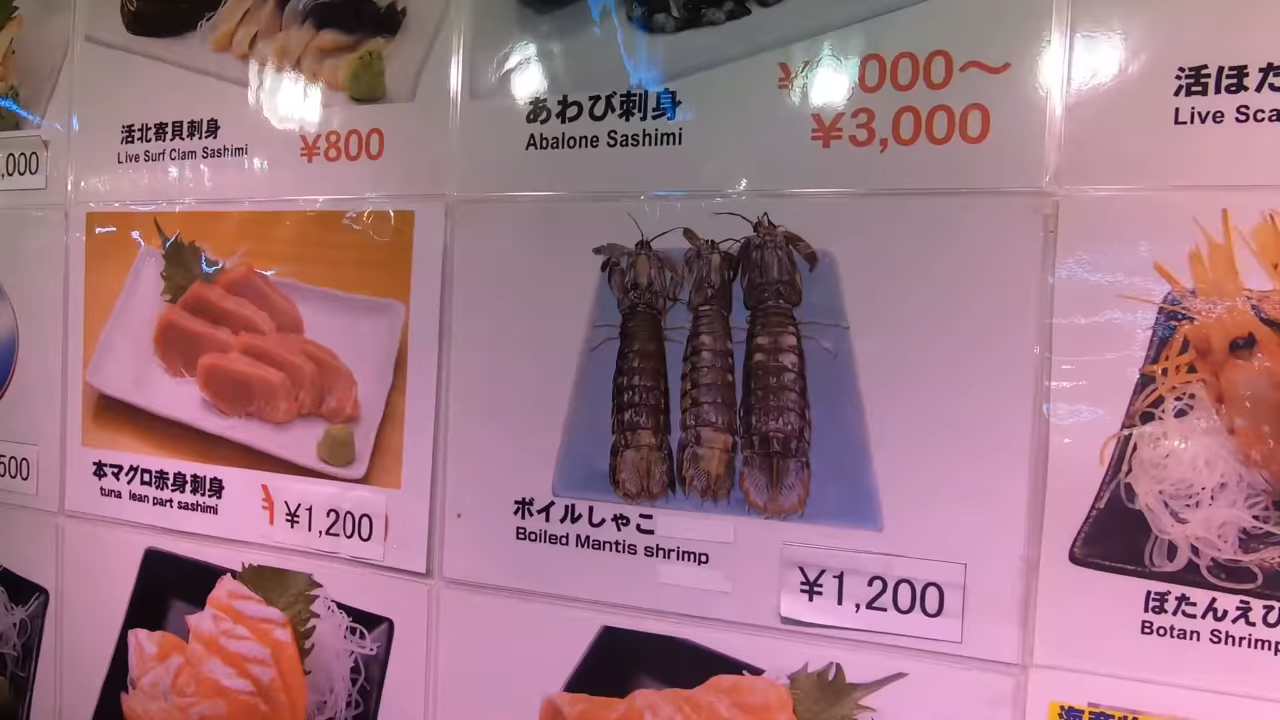 活北寄貝刺身
Live Surf Clam Sashimi
¥800
あわび刺身
Abalone Sashimi
000～
¥3,000
活ほた
Live Sca
,000
本マグロ赤身刺身
tuna lean part sashimi
¥1,200
ボイルしゃこ
Boiled Mantis shrimp
¥1,200
500
ぼたんえび
Botan Shrimp